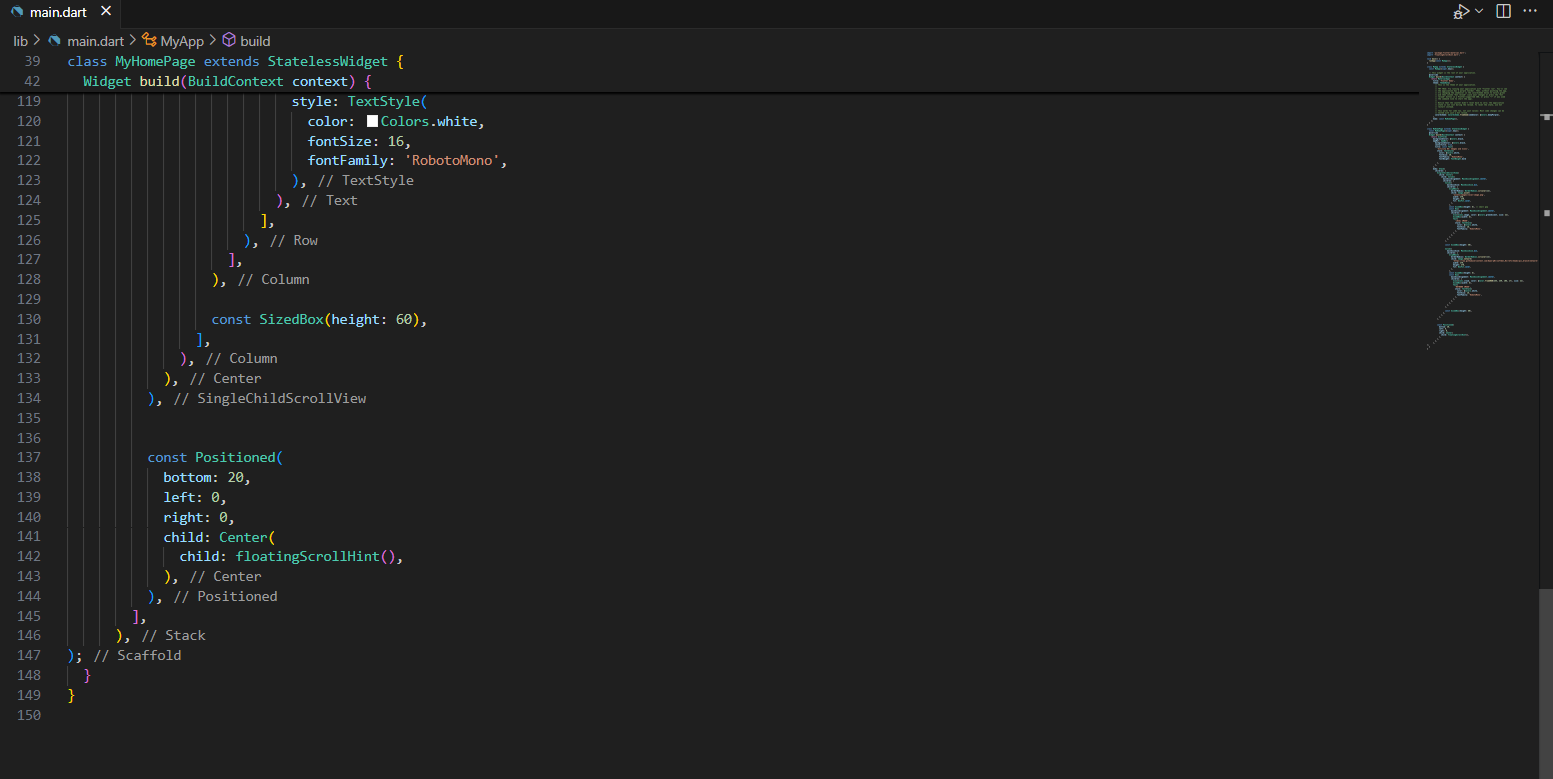 main.dart
lib > main.dart > MyApp > build
39 class MyHomePage extends StatelessWidget {
42 Widget build(BuildContext context) {
119 style: TextStyle(
120 color: Colors.white,
121 fontSize: 16,
122 fontFamily: 'RobotoMono',
123 ), // TextStyle
124 ), // Text
125 ],
126 ), // Row
127 ],
128 ), // Column
129
130 const SizedBox(height: 60),
131 ],
132 ), // Column
133 ), // Center
134 ), // SingleChildScrollView
135
136
137 const Positioned(
138 bottom: 20,
139 left: 0,
140 right: 0,
141 child: Center(
142 child: floatingScrollHint(),
143 ), // Center
144 ), // Positioned
145 ],
146 ), // Stack
147 ); // Scaffold
148 }
149 }
150